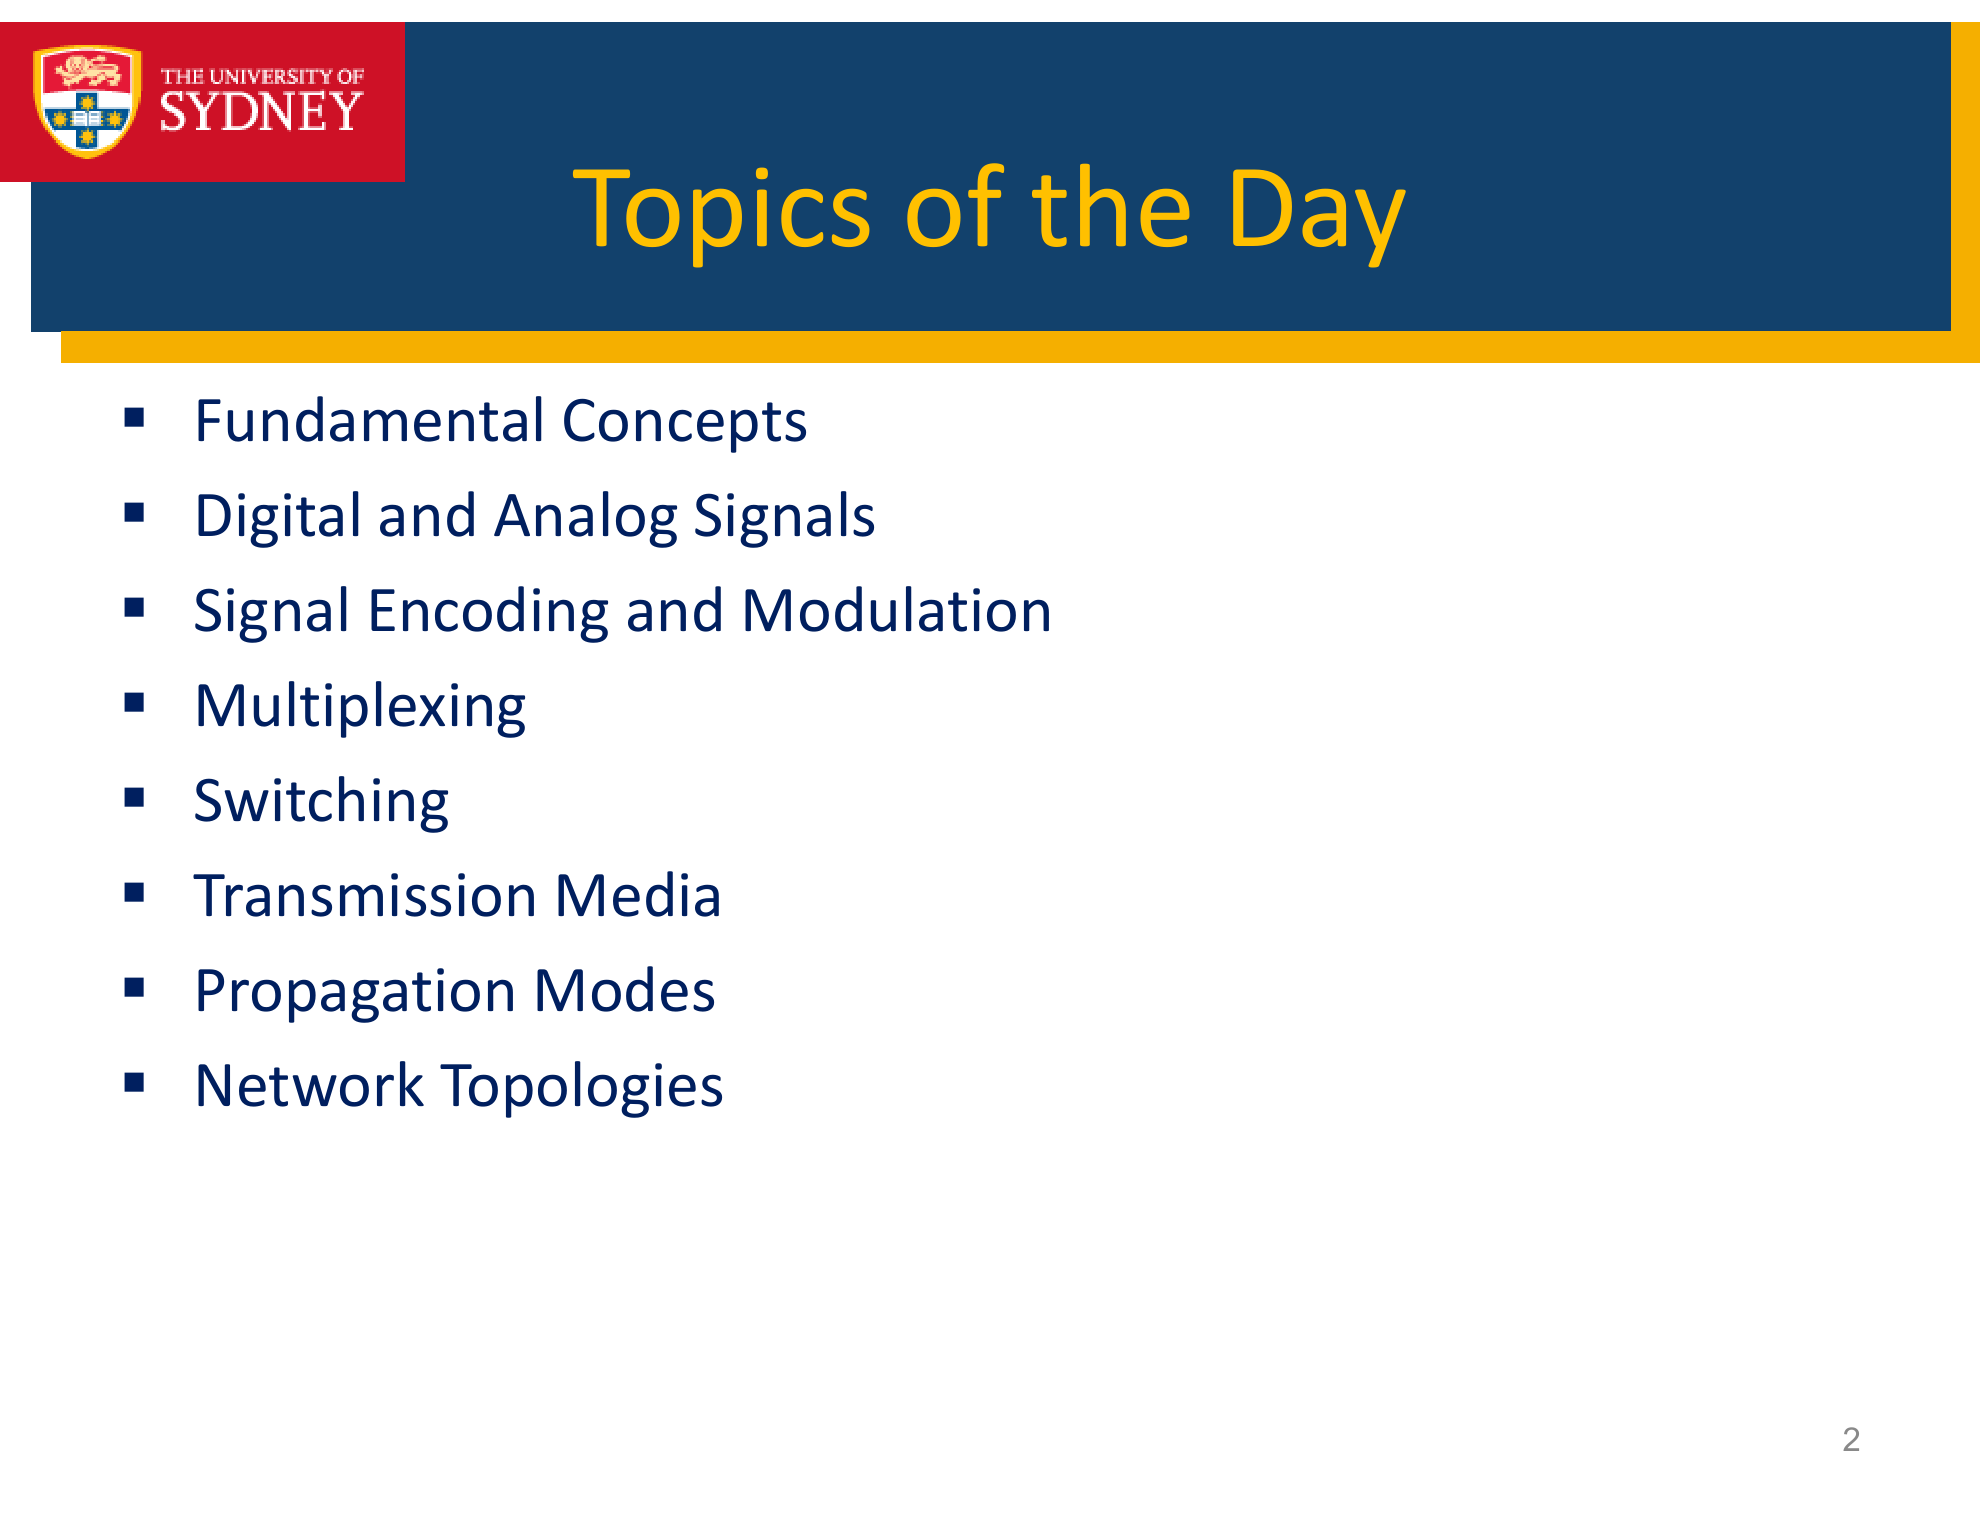 THE UNIVERSITY OF
SYDNEY
Topics of the Day
▪ Fundamental Concepts
▪ Digital and Analog Signals
▪ Signal Encoding and Modulation
▪ Multiplexing
▪ Switching
▪ Transmission Media
▪ Propagation Modes
▪ Network Topologies
2